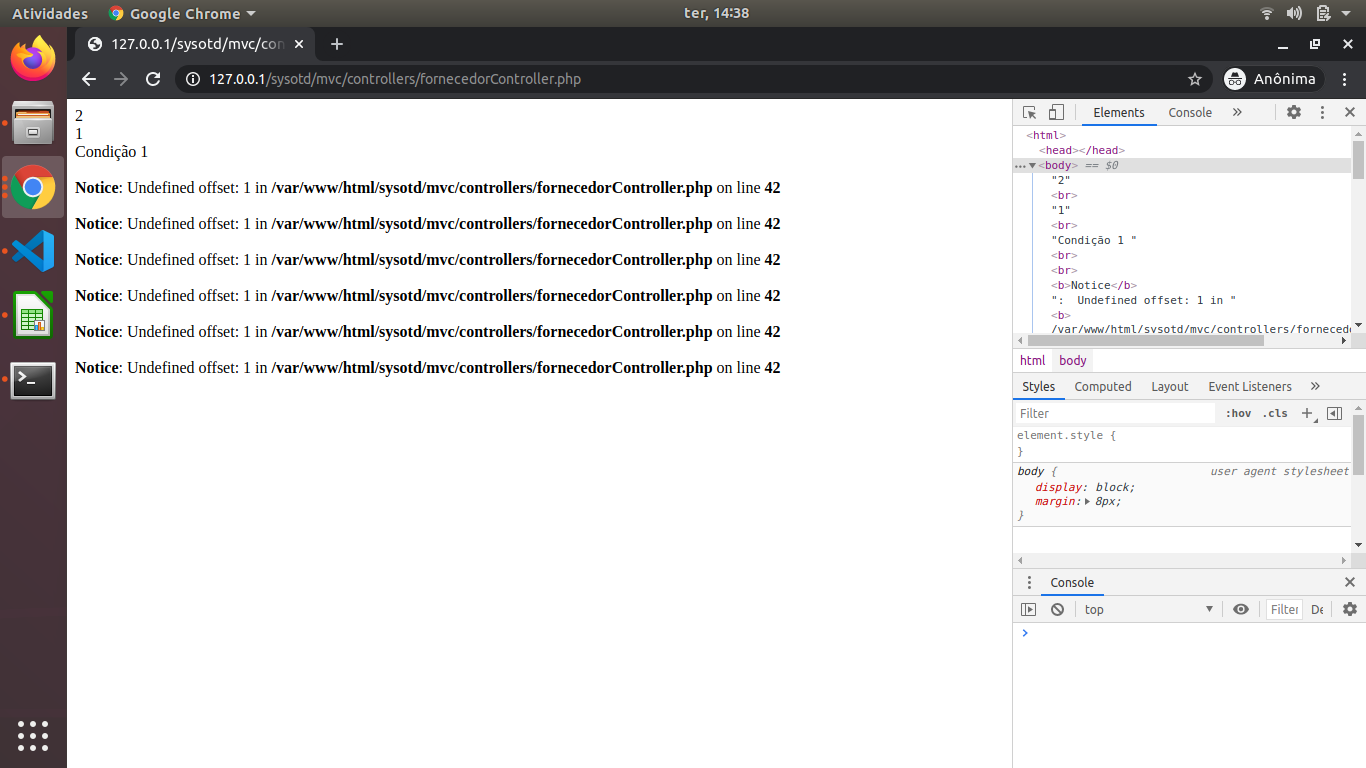 Atividades Google Chrome ter, 14:38
127.0.0.1/sysotd/mvc/con
127.0.0.1/sysotd/mvc/controllers/fornecedorController.php Anônima
2
1
Condição 1
Notice: Undefined offset: 1 in /var/www/html/sysotd/mvc/controllers/fornecedorController.php on line 42
Notice: Undefined offset: 1 in /var/www/html/sysotd/mvc/controllers/fornecedorController.php on line 42
Notice: Undefined offset: 1 in /var/www/html/sysotd/mvc/controllers/fornecedorController.php on line 42
Notice: Undefined offset: 1 in /var/www/html/sysotd/mvc/controllers/fornecedorController.php on line 42
Notice: Undefined offset: 1 in /var/www/html/sysotd/mvc/controllers/fornecedorController.php on line 42
Notice: Undefined offset: 1 in /var/www/html/sysotd/mvc/controllers/fornecedorController.php on line 42
Elements Console »
<html>
<head></head>
<body> == $0
"2"
<br>
"1"
<br>
"Condição 1 "
<br>
<br>
<b>Notice</b>
":  Undefined offset: 1 in "
<b>
/var/www/html/sysotd/mvc/controllers/forneced
html body
Styles Computed Layout Event Listeners »
Filter :hov .cls +
element.style {
}
body { user agent stylesheet
display: block;
margin: 8px;
}
Console
top Filter De